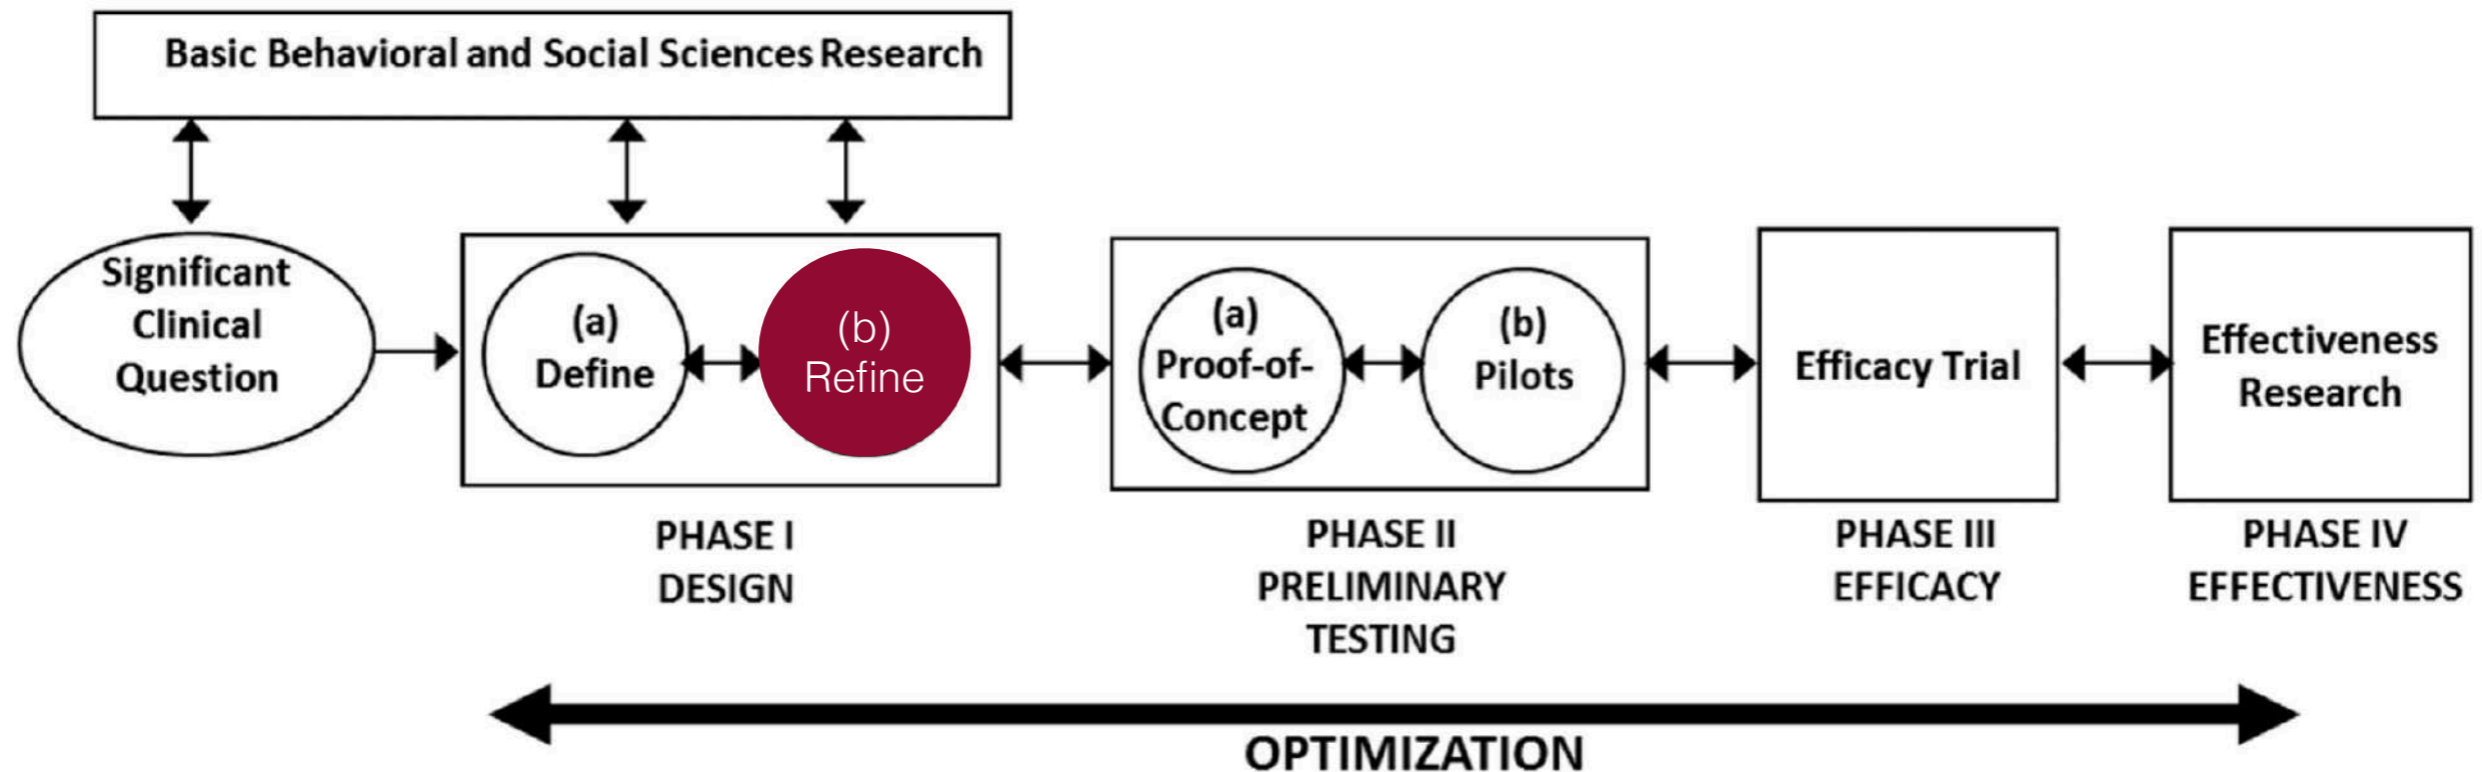 Basic Behavioral and Social Sciences Research
Significant
Clinical
Question
(a)
Define
(b)
Refine
(a)
Proof-of-
Concept
(b)
Pilots
Efficacy Trial
Effectiveness
Research
PHASE I
DESIGN
PHASE II
PRELIMINARY
TESTING
PHASE III
EFFICACY
PHASE IV
EFFECTIVENESS
OPTIMIZATION